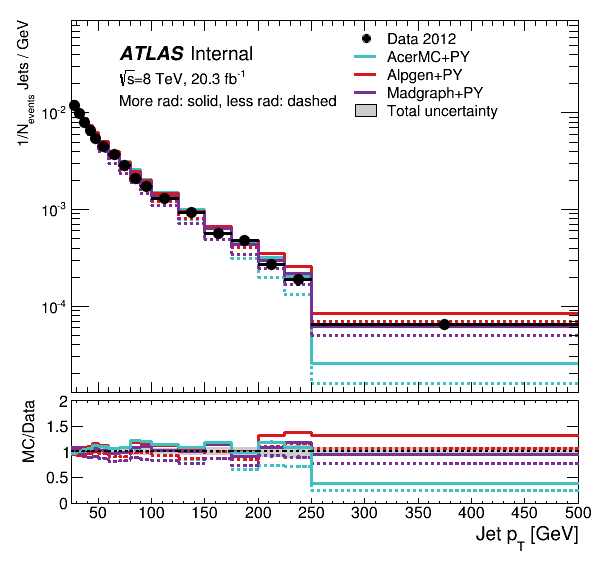 1/N_events Jets / GeV
ATLAS Internal
√s=8 TeV, 20.3 fb⁻¹
More rad: solid, less rad: dashed
Data 2012
AcerMC+PY
Alpgen+PY
Madgraph+PY
Total uncertainty
10⁻²
10⁻³
10⁻⁴
MC/Data
2
1.5
1
0.5
0
50 100 150 200 250 300 350 400 450 500
Jet p_T [GeV]